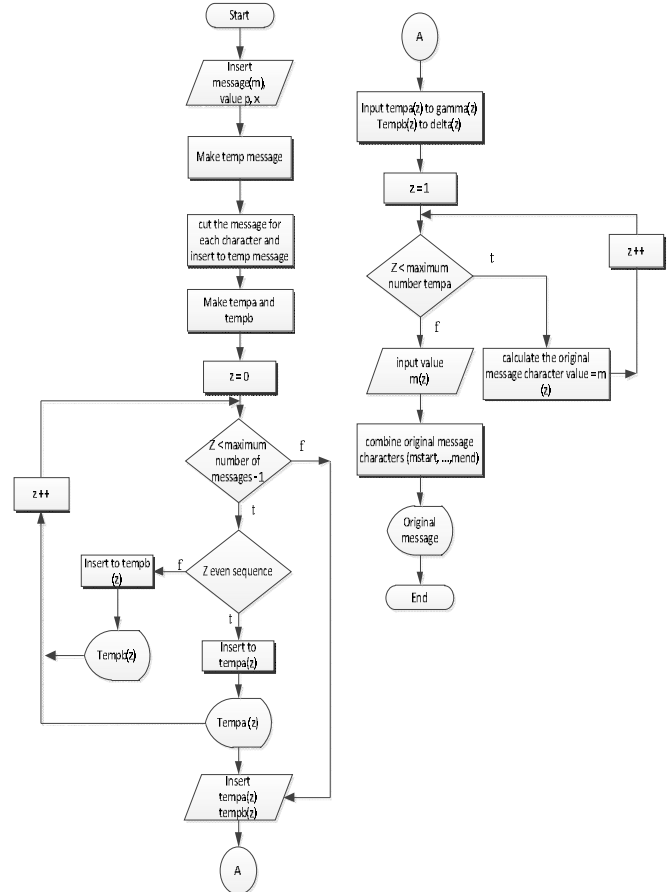 Start
Insert
message(m),
value p, x
Make temp message
cut the message for
each character and
insert to temp message
Make tempa and
tempb
z = 0
Z < maximum
number of
messages - 1
f
t
z ++
Z even sequence
f
t
Insert to tempb
(z)
Tempb(z)
Insert to
tempa(z)
Tempa (z)
Insert
tempa(z)
tempb(z)
A
A
Input tempa(z) to gamma(z)
Tempb(z) to delta(z)
z = 1
Z < maximum
number tempa
t
f
z ++
input value
m(z)
calculate the original
message character value = m
(z)
combine original message
characters (mstart, ...,mend)
Original
message
End